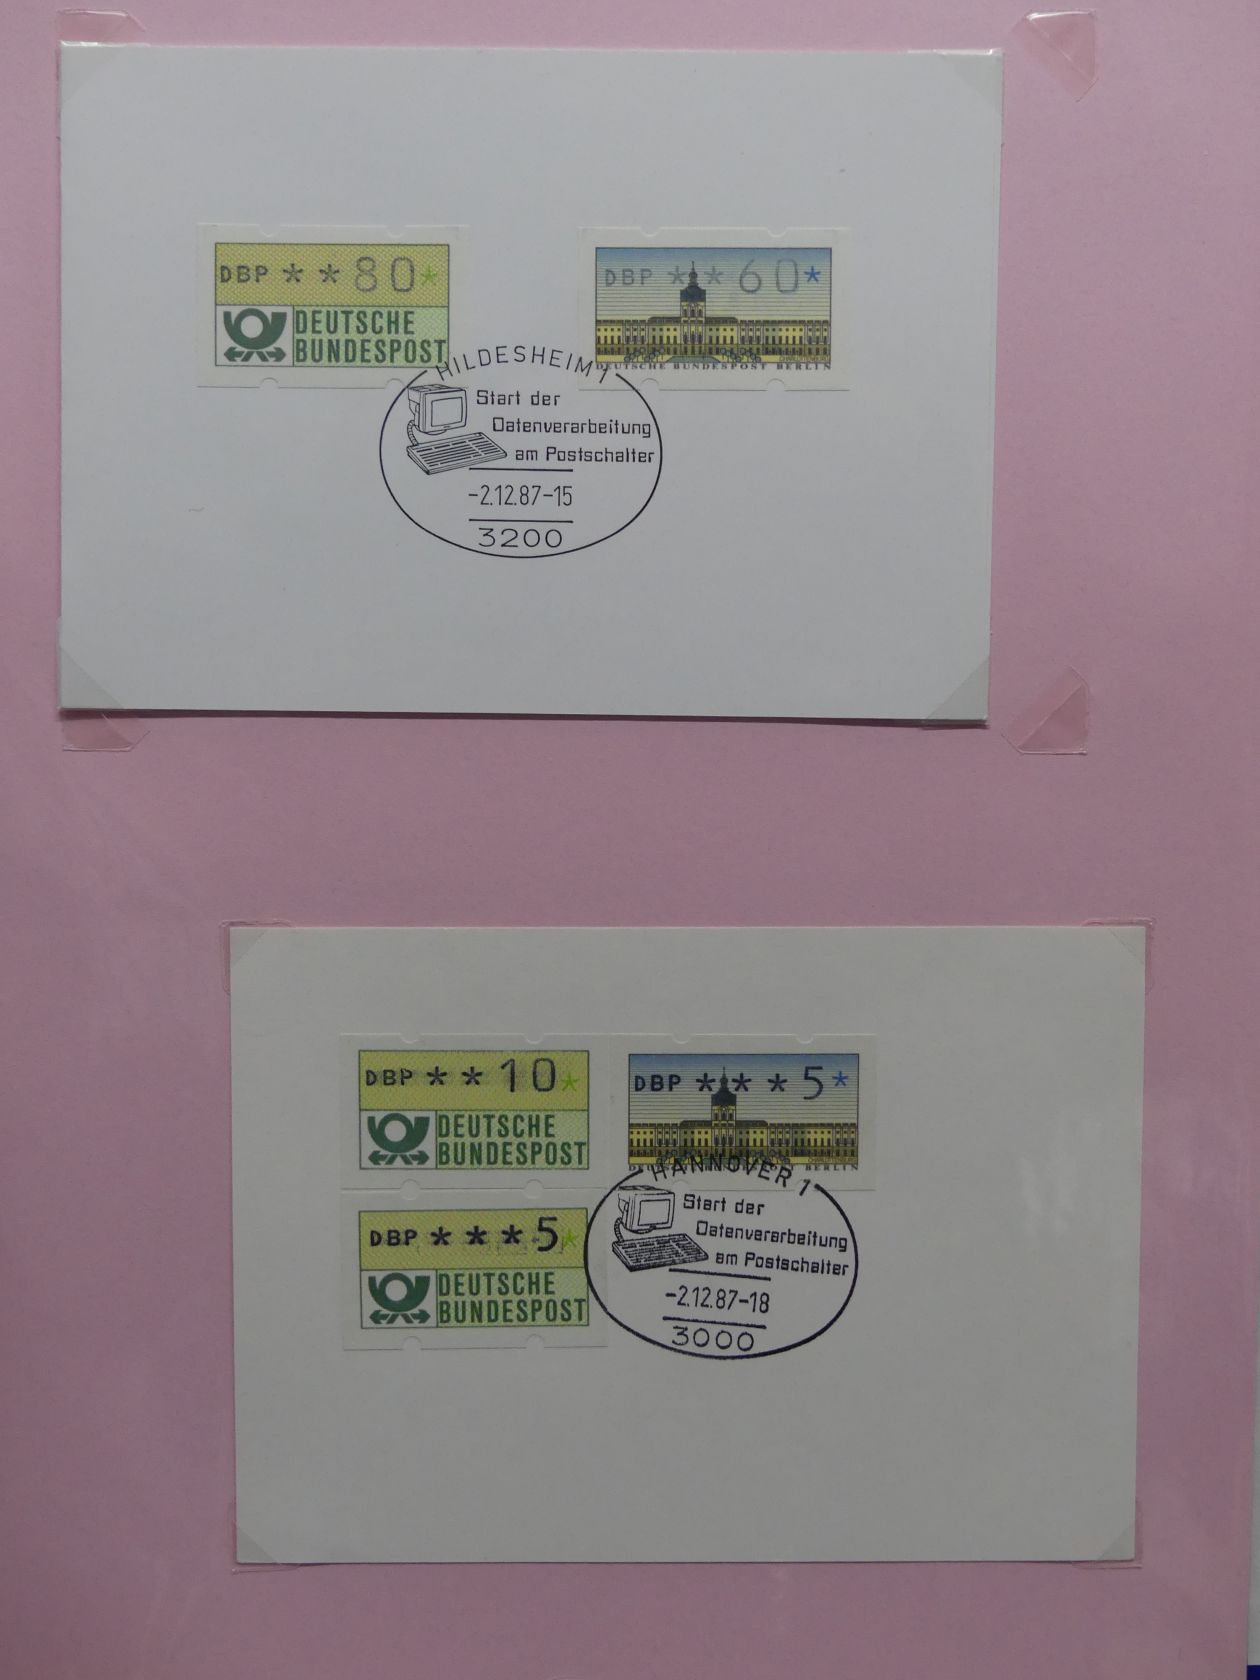 DBP * * 80 *
DEUTSCHE
BUNDESPOST
DBP * * 60 *
CHARLOTTENBURG
DEUTSCHE BUNDESPOST BERLIN
HILDESHEIM 1
Start der
Datenverarbeitung
am Postschalter
-2.12.87-15
3200
DBP * * 10 *
DEUTSCHE
BUNDESPOST
DBP * * * 5 *
CHARLOTTENBURG
BERLIN
DBP * * * 5 *
DEUTSCHE
BUNDESPOST
HANNOVER 1
Start der
Datenverarbeitung
am Postschalter
-2.12.87-18
3000